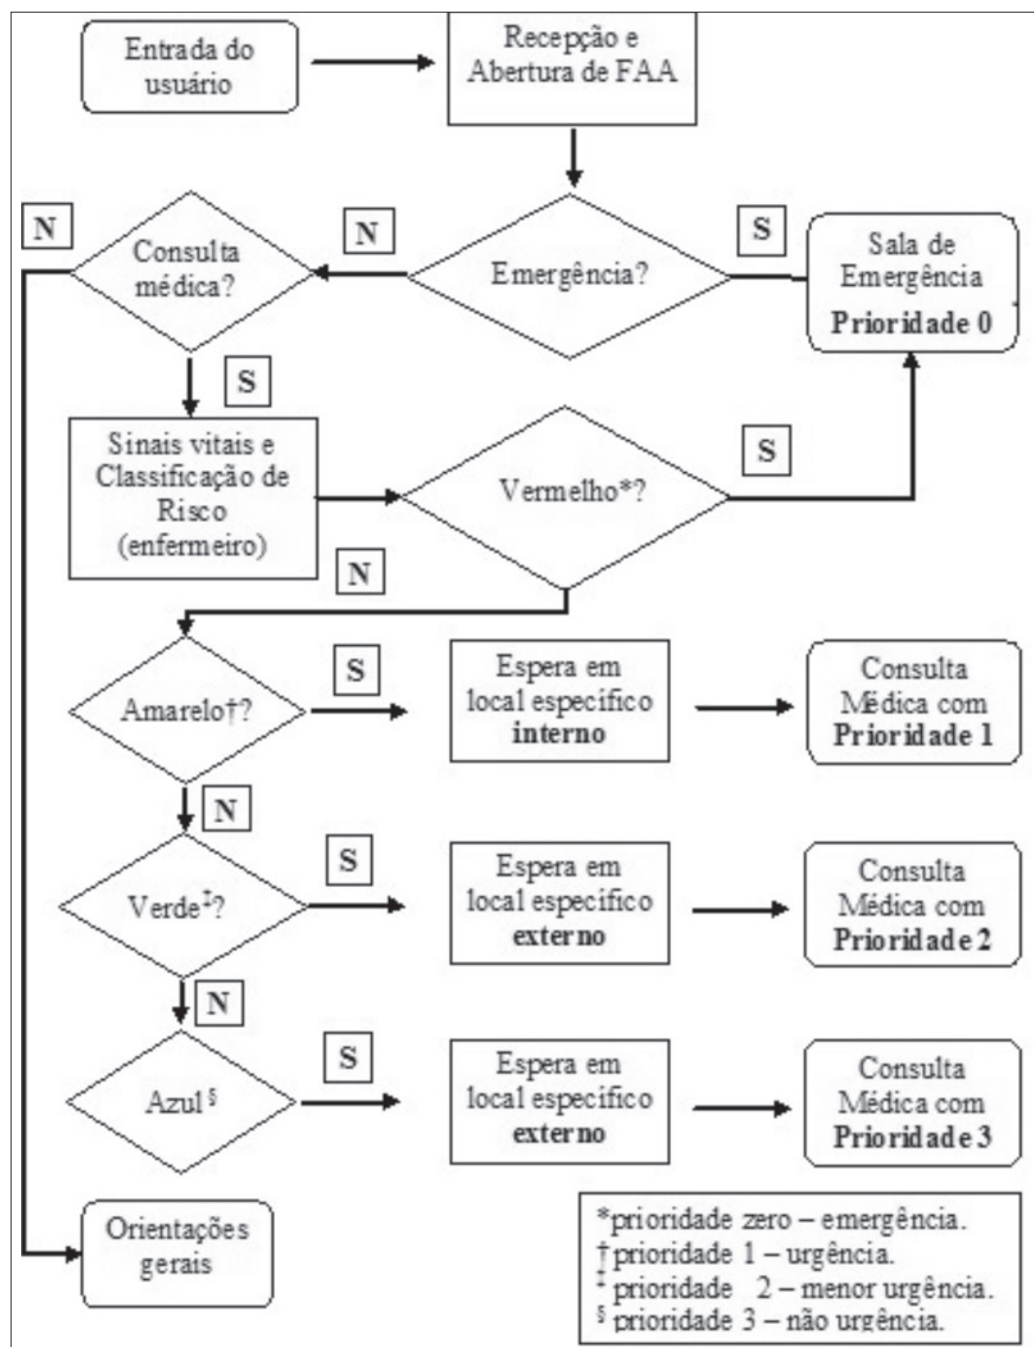 Entrada do
usuário
Recepção e
Abertura de FAA
N
Consulta
médica?
N
Emergência?
S
Sala de
Emergência
Prioridade 0
S
Sinais vitais e
Classificação de
Risco
(enfermeiro)
Vermelho*?
S
N
Amarelo†?
S
Espera em
local específico
interno
Consulta
Médica com
Prioridade 1
N
Verde‡?
S
Espera em
local específico
externo
Consulta
Médica com
Prioridade 2
N
Azul§
S
Espera em
local específico
externo
Consulta
Médica com
Prioridade 3
Orientações
gerais
*prioridade zero – emergência.
†prioridade 1 – urgência.
‡prioridade 2 – menor urgência.
§ prioridade 3 – não urgência.